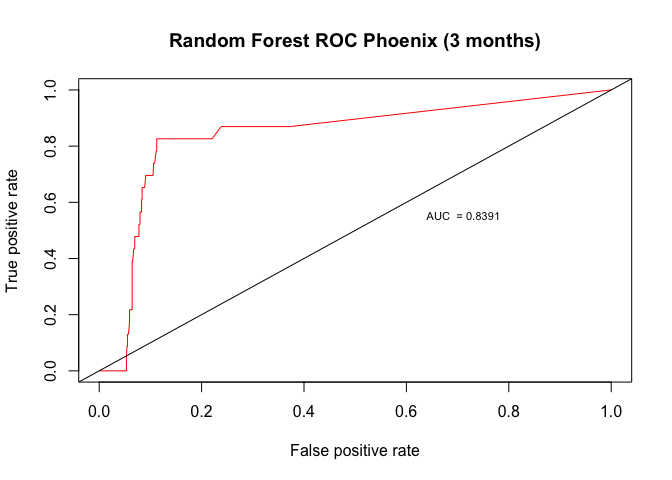 Random Forest ROC Phoenix (3 months)
True positive rate
1.0
0.8
0.6
0.4
0.2
0.0
AUC  = 0.8391
0.0 0.2 0.4 0.6 0.8 1.0
False positive rate